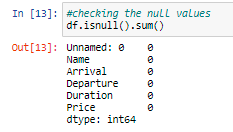 In [13]: #checking the null values
df.isnull().sum()
Out[13]: Unnamed: 0 0
Name 0
Arrival 0
Departure 0
Duration 0
Price 0
dtype: int64